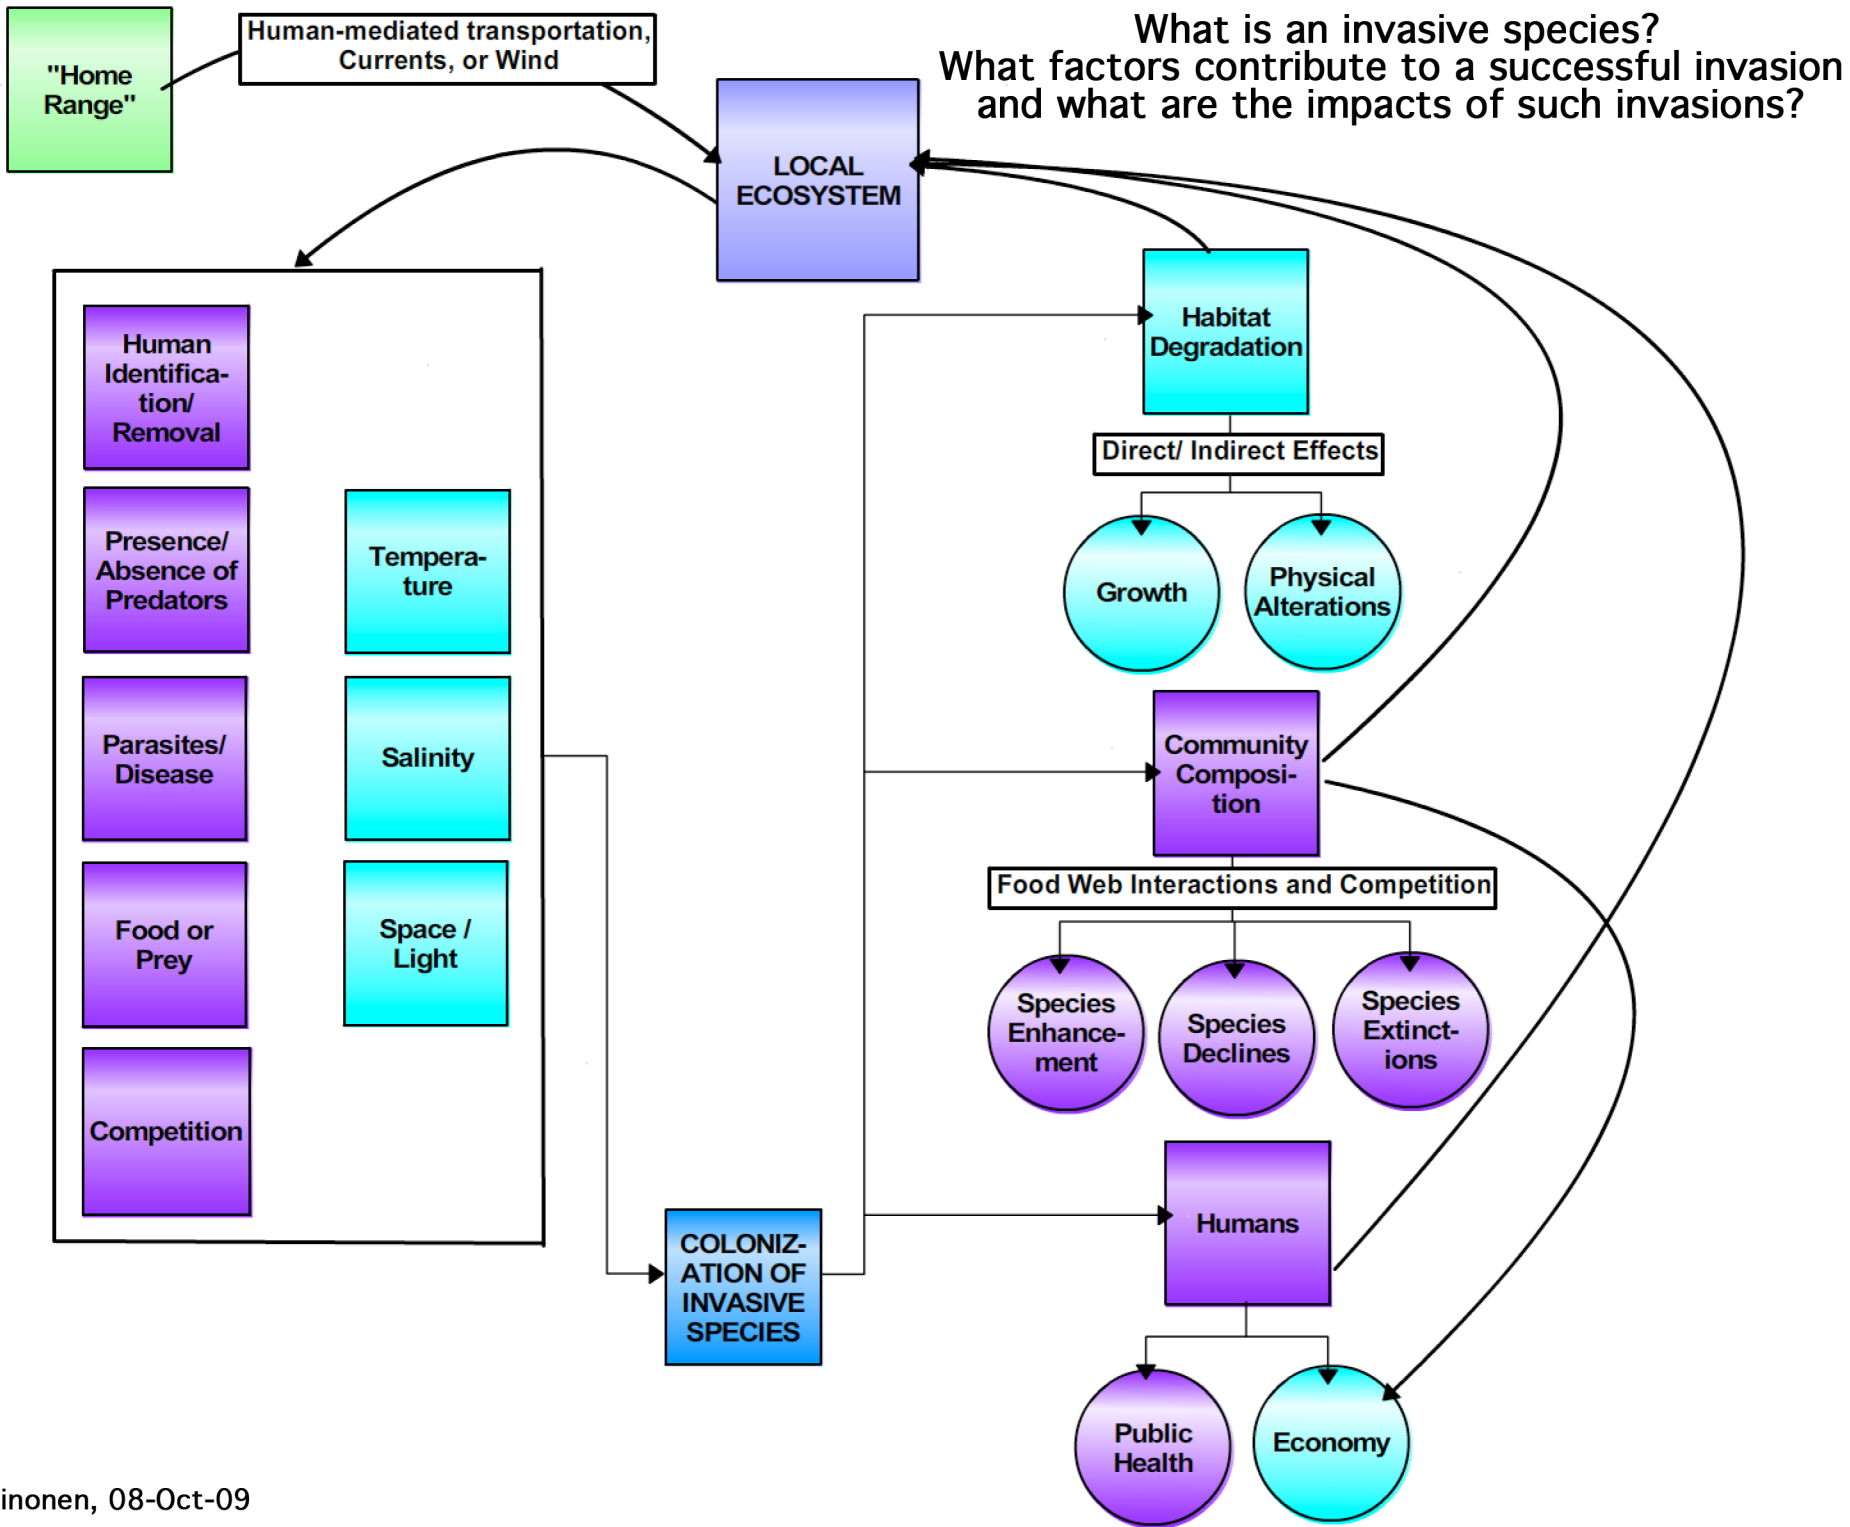 What is an invasive species?
What factors contribute to a successful invasion
and what are the impacts of such invasions?
"Home
Range"
Human-mediated transportation,
Currents, or Wind
LOCAL
ECOSYSTEM
Human
Identifica-
tion/
Removal
Presence/
Absence of
Predators
Parasites/
Disease
Food or
Prey
Competition
Tempera-
ture
Salinity
Space /
Light
COLONIZ-
ATION OF
INVASIVE
SPECIES
Habitat
Degradation
Direct/ Indirect Effects
Growth
Physical
Alterations
Community
Composi-
tion
Food Web Interactions and Competition
Species
Enhance-
ment
Species
Declines
Species
Extinct-
ions
Humans
Public
Health
Economy
inonen, 08-Oct-09